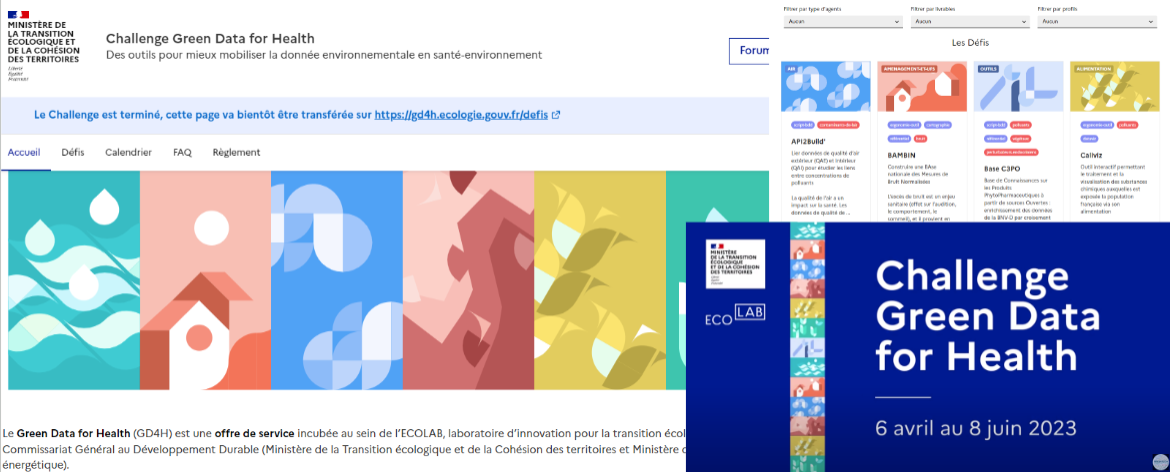 MINISTÈRE DE
LA TRANSITION
ÉCOLOGIQUE ET
DE LA COHÉSION
DES TERRITOIRES
Liberté
Égalité
Fraternité
Challenge Green Data for Health
Des outils pour mieux mobiliser la donnée environnementale en santé-environnement
Forum
Le Challenge est terminé, cette page va bientôt être transférée sur https://gd4h.ecologie.gouv.fr/defis
Accueil Défis Calendrier FAQ Règlement
Le Green Data for Health (GD4H) est une offre de service incubée au sein de l'ECOLAB, laboratoire d'innovation pour la transition écol
Commissariat Général au Développement Durable (Ministère de la Transition écologique et de la Cohésion des territoires et Ministère
énergétique).
Filtrer par type d'agents Filtrer par livrables Filtrer par profils
Aucun Aucun Aucun
Les Défis
AIR
API2Build'
Lier données de qualité d'air
extérieur (QAE) et intérieur
(QAI) pour étudier les liens
entre concentrations de
polluants
La qualité de l'air a un
impact sur la santé. Les
données de qualité de ...
AMENAGEMENT-ET-UFS
BAMBIN
Construire une BAse
nationale des Mesures de
Bruit Normalisées
L'excès de bruit est un enjeu
sanitaire (effet sur l'audition,
le comportement, le
sommeil), et il provient en
OUTILS
Base C3PO
Base de Connaissances sur
les Produits
Phytopharmaceutiques à
partir de sources Ouvertes :
enrichissement des données
de la BNV-D par croisement
ALIMENTATION
Caliviz
Outil interactif permettant
le traitement et la
visualisation des substances
chimiques auxquelles est
exposée la population
française via son
alimentation
MINISTÈRE
DE LA TRANSITION
ÉCOLOGIQUE
ET DE LA COHÉSION
DES TERRITOIRES
ECO LAB
Challenge
Green Data
for Health
6 avril au 8 juin 2023